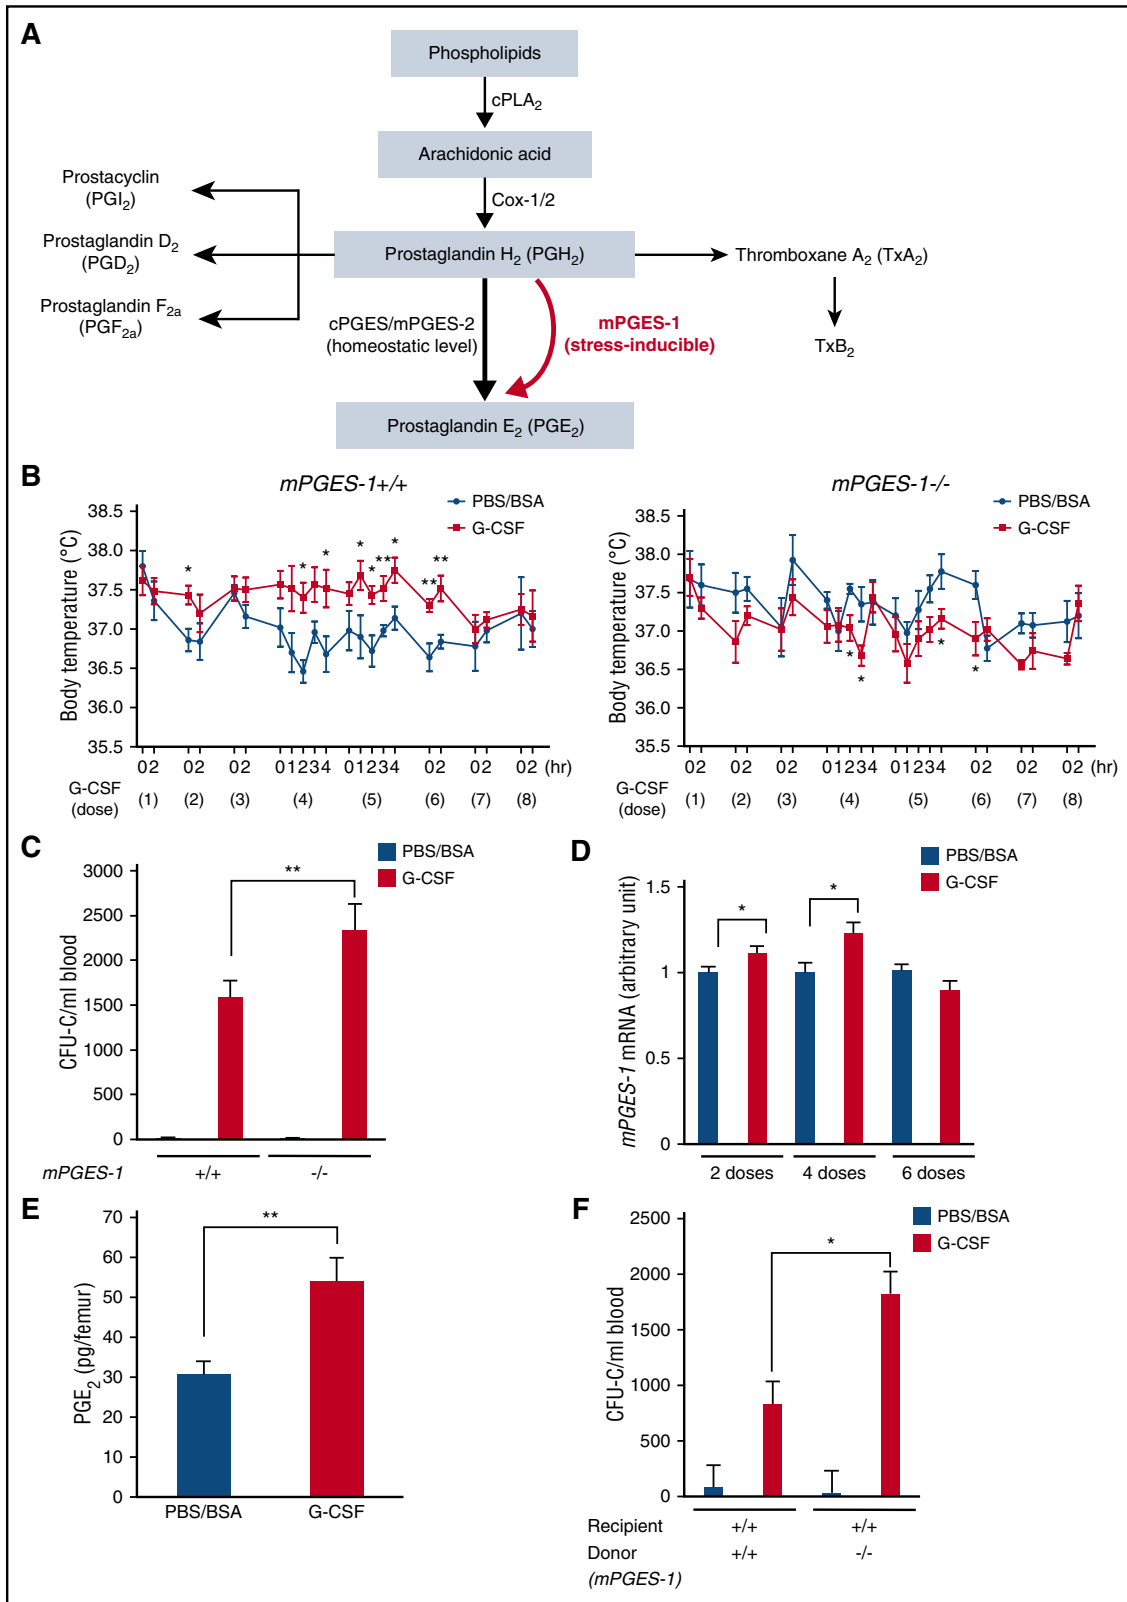 A
Phospholipids
cPLA2
Arachidonic acid
Cox-1/2
Prostaglandin H2 (PGH2)
Prostacyclin
(PGI2)
Prostaglandin D2
(PGD2)
Prostaglandin F2a
(PGF2a)
Thromboxane A2 (TxA2)
TxB2
cPGES/mPGES-2
(homeostatic level)
mPGES-1
(stress-inducible)
Prostaglandin E2 (PGE2)
B
mPGES-1+/+
PBS/BSA
G-CSF
Body temperature (°C)
38.5
38.0
37.5
37.0
36.5
36.0
35.5
* * * * * ** * ** **
02 02 02 01234 01234 02 02 02 (hr)
G-CSF
(dose)
(1) (2) (3) (4) (5) (6) (7) (8)
mPGES-1-/-
PBS/BSA
G-CSF
Body temperature (°C)
38.5
38.0
37.5
37.0
36.5
36.0
35.5
* * * *
02 02 02 01234 01234 02 02 02 (hr)
G-CSF
(dose)
(1) (2) (3) (4) (5) (6) (7) (8)
C
PBS/BSA
G-CSF
CFU-C/ml blood
3000
2500
2000
1500
1000
500
0
**
mPGES-1 +/+ -/-
D
PBS/BSA
G-CSF
mPGES-1 mRNA (arbitrary unit)
1.5
1
0.5
0
* *
2 doses 4 doses 6 doses
E
PGE2 (pg/femur)
70
60
50
40
30
20
10
0
**
PBS/BSA G-CSF
F
PBS/BSA
G-CSF
CFU-C/ml blood
2500
2000
1500
1000
500
0
*
Recipient +/+ +/+
Donor +/+ -/-
(mPGES-1)